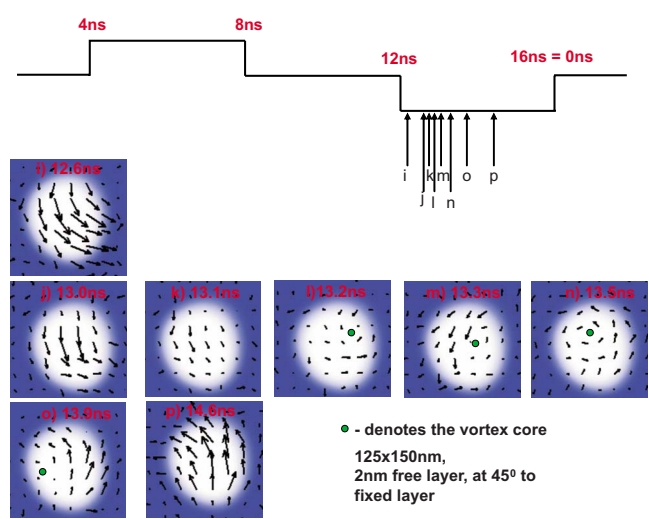 4ns 8ns
12ns 16ns = 0ns
i j k l m n o p
i) 12.6ns
j) 13.0ns k) 13.1ns l)13.2ns m) 13.3ns n) 13.5ns
o) 13.9ns p) 14.6ns
- denotes the vortex core
125x150nm,
2nm free layer, at 45⁰ to
fixed layer